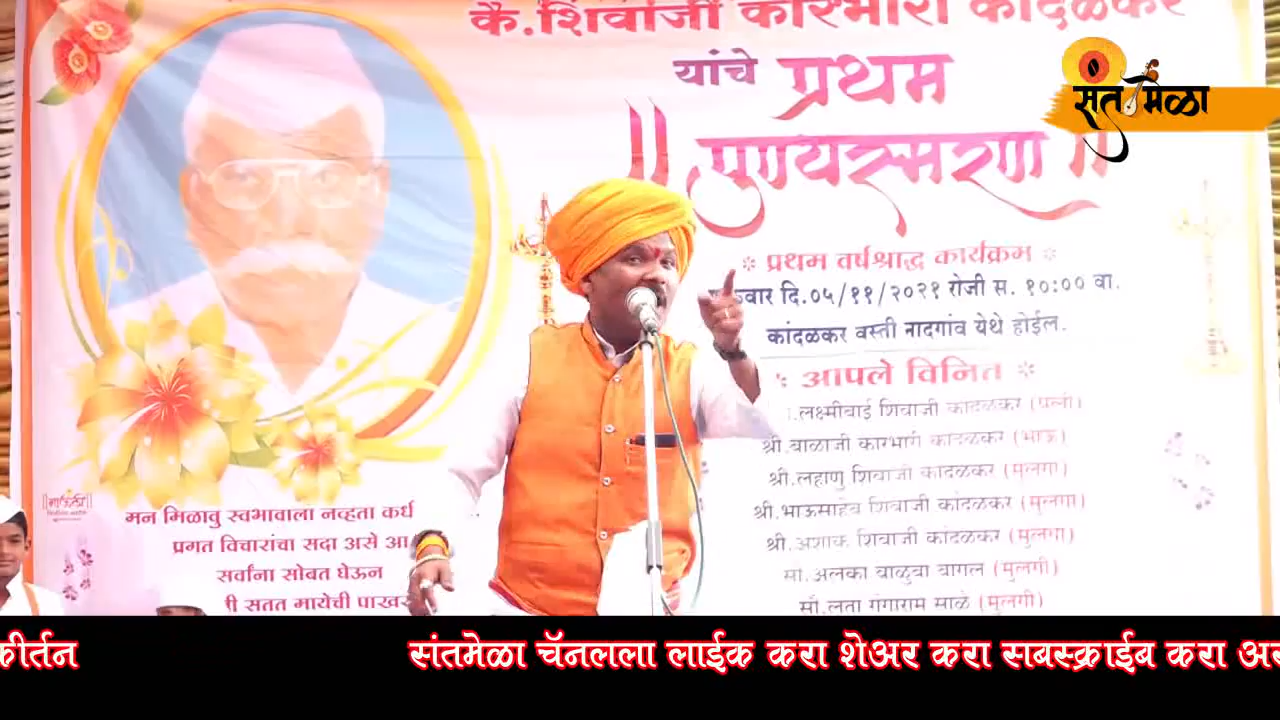 कै.शिवाजी कारभारी कांदळकर
यांचे प्रथम
|| पुण्यस्मरण ||
संत मेळा
प्रथम वर्षश्राद्ध कार्यक्रम
दि.०५/११/२०२१ रोजी स. १०:०० वा.
कांदळकर वस्ती नादगांव येथे होईल.
आपले विनित
लक्ष्मीबाई शिवाजी कांदळकर (पत्नी)
श्री.बाळाजी कारभारी कांदळकर (भाऊ)
श्री.लहाणु शिवाजी कांदळकर (मुलगा)
श्री.भाऊसाहेब शिवाजी कांदळकर (मुलगा)
श्री.अशोक शिवाजी कांदळकर (मुलगा)
सौ.अलका बाळुबा वागल (मुलगी)
सौ.लता गंगाराम साळे (मुलगी)
||माऊली||
मन मिळावु स्वभावाला नव्हता कधी
प्रगत विचारांचा सदा असे
सर्वांना सोबत घेऊन
सतत मायेची
कीर्तन
संतमेळा चॅनलला लाईक करा शेअर करा सबस्क्राईब करा